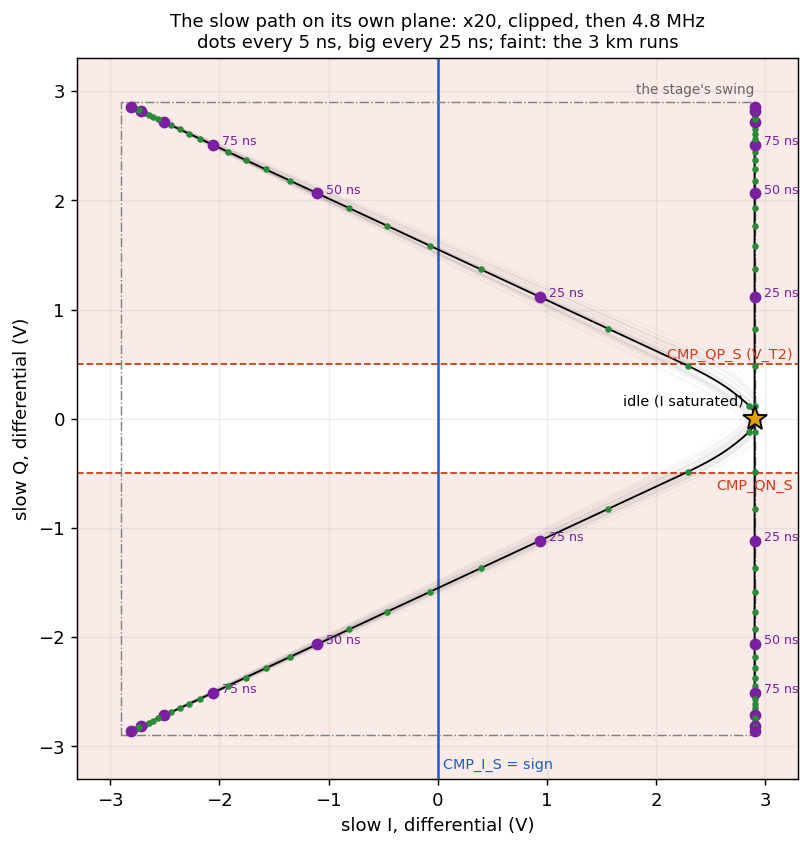 The slow path on its own plane: x20, clipped, then 4.8 MHz
dots every 5 ns, big every 25 ns; faint: the 3 km runs
the stage's swing
75 ns
75 ns
50 ns
50 ns
25 ns
25 ns
CMP_QP_S (V_T2)
idle (I saturated)
CMP_QN_S
25 ns
25 ns
50 ns
50 ns
75 ns
75 ns
CMP_I_S = sign
3
2
1
0
−1
−2
−3
−3
−2
−1
0
1
2
3
slow Q, differential (V)
slow I, differential (V)